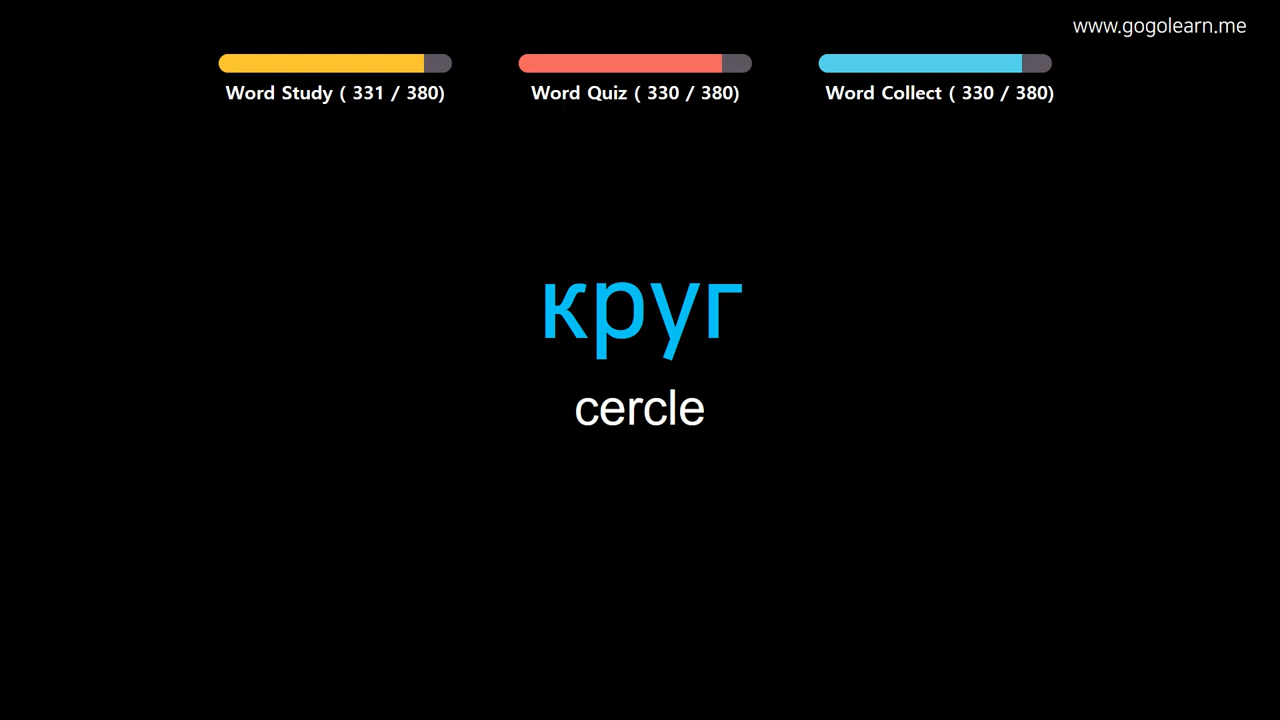 www.gogolearn.me
Word Study ( 331 / 380)
Word Quiz ( 330 / 380)
Word Collect ( 330 / 380)
круг
cercle